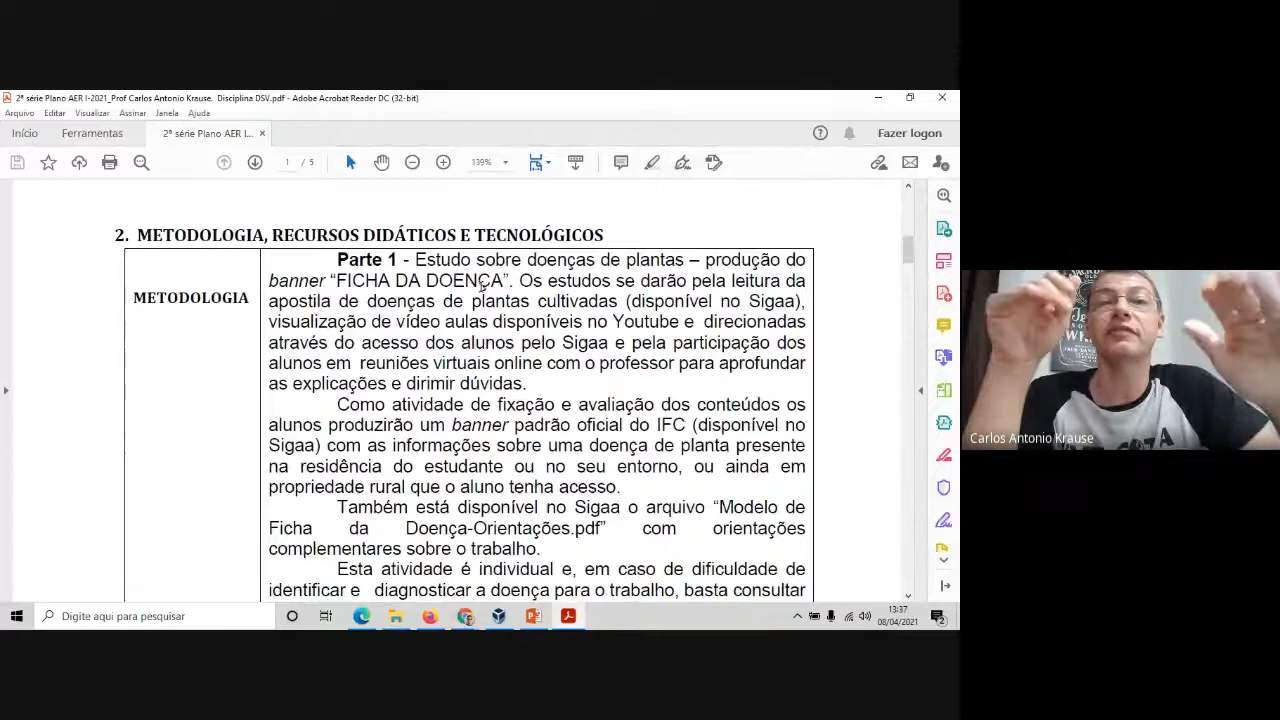 2ª série Plano AER I-2021_Prof Carlos Antonio Krause. Disciplina DSV.pdf - Adobe Acrobat Reader DC (32-bit)
Arquivo Editar Visualizar Assinar Janela Ajuda
Início Ferramentas 2ª série Plano AER I... × Fazer logon
1 / 5 139%
2. METODOLOGIA, RECURSOS DIDÁTICOS E TECNOLÓGICOS
METODOLOGIA
Parte 1 - Estudo sobre doenças de plantas – produção do
banner “FICHA DA DOENÇA”. Os estudos se darão pela leitura da
apostila de doenças de plantas cultivadas (disponível no Sigaa),
visualização de vídeo aulas disponíveis no Youtube e direcionadas
através do acesso dos alunos pelo Sigaa e pela participação dos
alunos em reuniões virtuais online com o professor para aprofundar
as explicações e dirimir dúvidas.
Como atividade de fixação e avaliação dos conteúdos os
alunos produzirão um banner padrão oficial do IFC (disponível no
Sigaa) com as informações sobre uma doença de planta presente
na residência do estudante ou no seu entorno, ou ainda em
propriedade rural que o aluno tenha acesso.
Também está disponível no Sigaa o arquivo “Modelo de
Ficha da Doença-Orientações.pdf” com orientações
complementares sobre o trabalho.
Esta atividade é individual e, em caso de dificuldade de
identificar e diagnosticar a doença para o trabalho, basta consultar
Carlos Antonio Krause
Digite aqui para pesquisar
13:37
08/04/2021
2